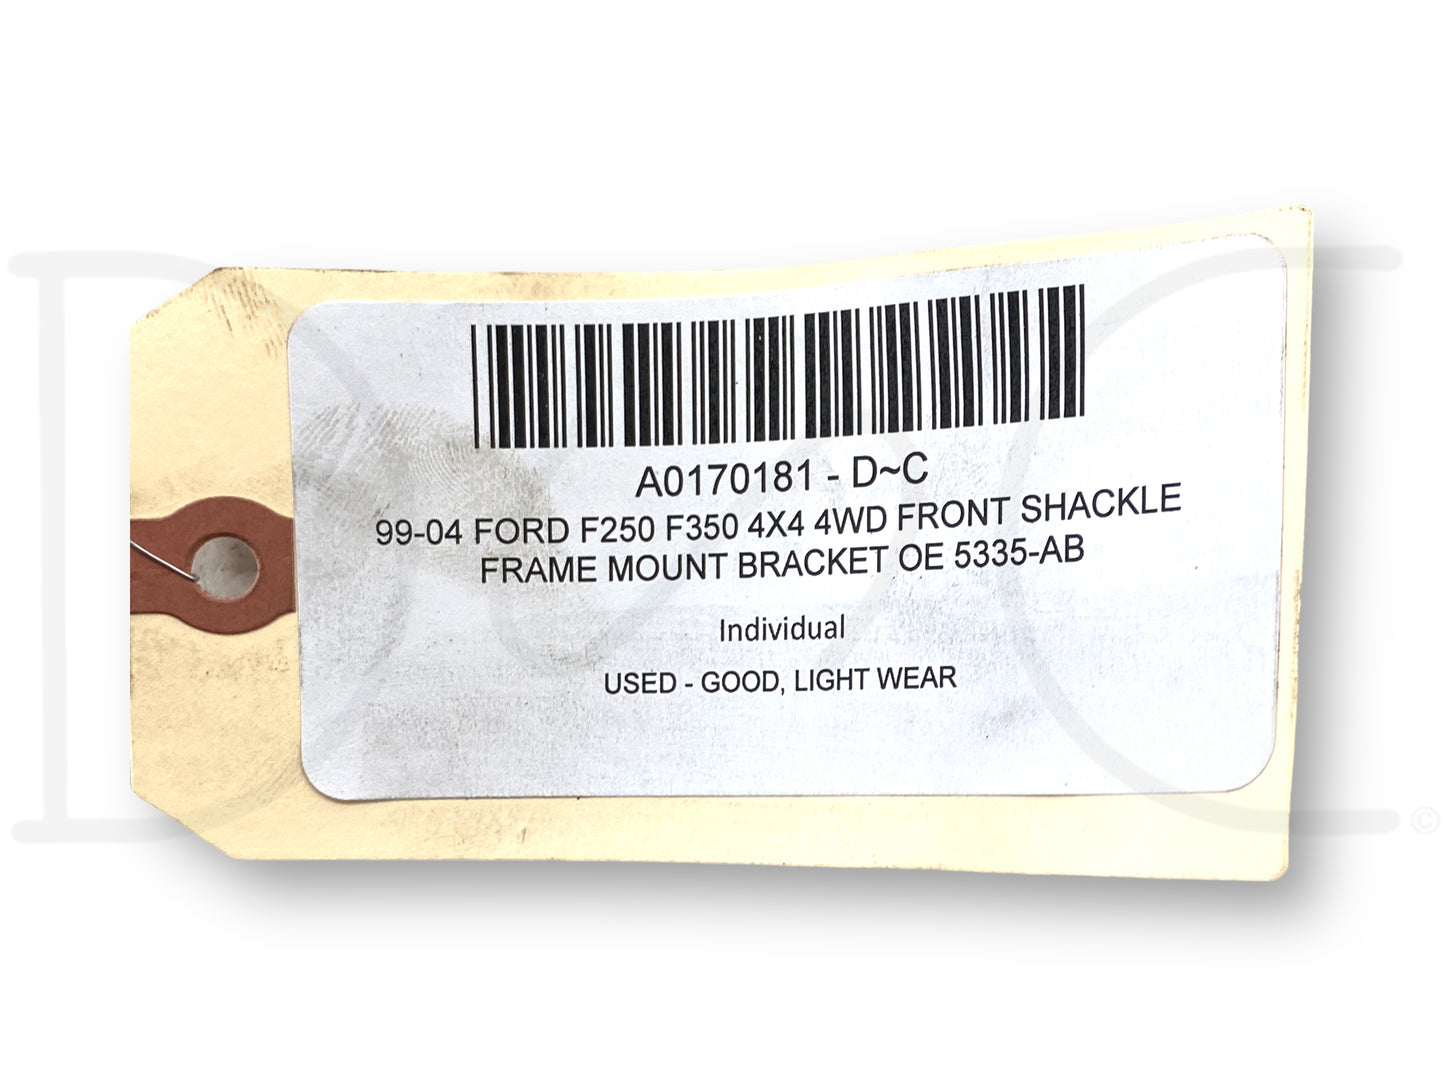 A0170181 - D~C
99-04 FORD F250 F350 4X4 4WD FRONT SHACKLE
FRAME MOUNT BRACKET OE 5335-AB
Individual
USED - GOOD, LIGHT WEAR
D~C ©